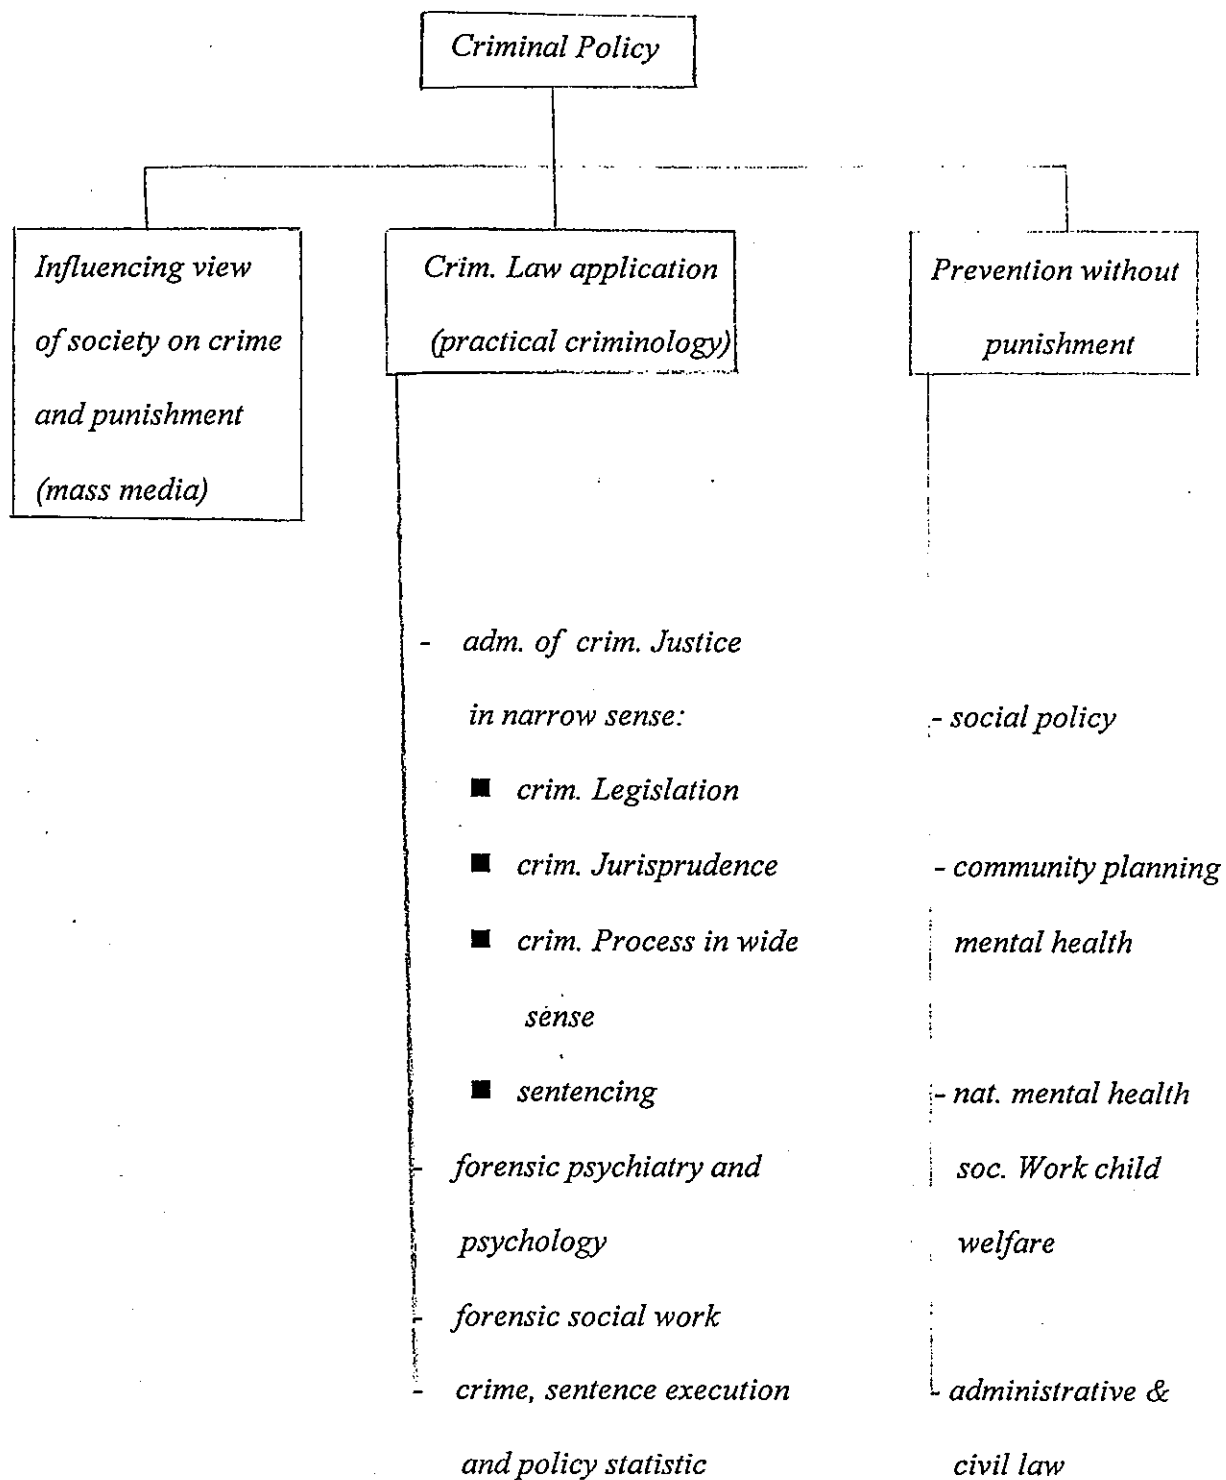 Criminal Policy
Influencing view
of society on crime
and punishment
(mass media)
Crim. Law application
(practical criminology)
Prevention without
punishment
- adm. of crim. Justice
in narrow sense:
■ crim. Legislation
■ crim. Jurisprudence
■ crim. Process in wide
sense
■ sentencing
- forensic psychiatry and
psychology
- forensic social work
- crime, sentence execution
and policy statistic
- social policy
- community planning
mental health
- nat. mental health
soc. Work child
welfare
- administrative &
civil law